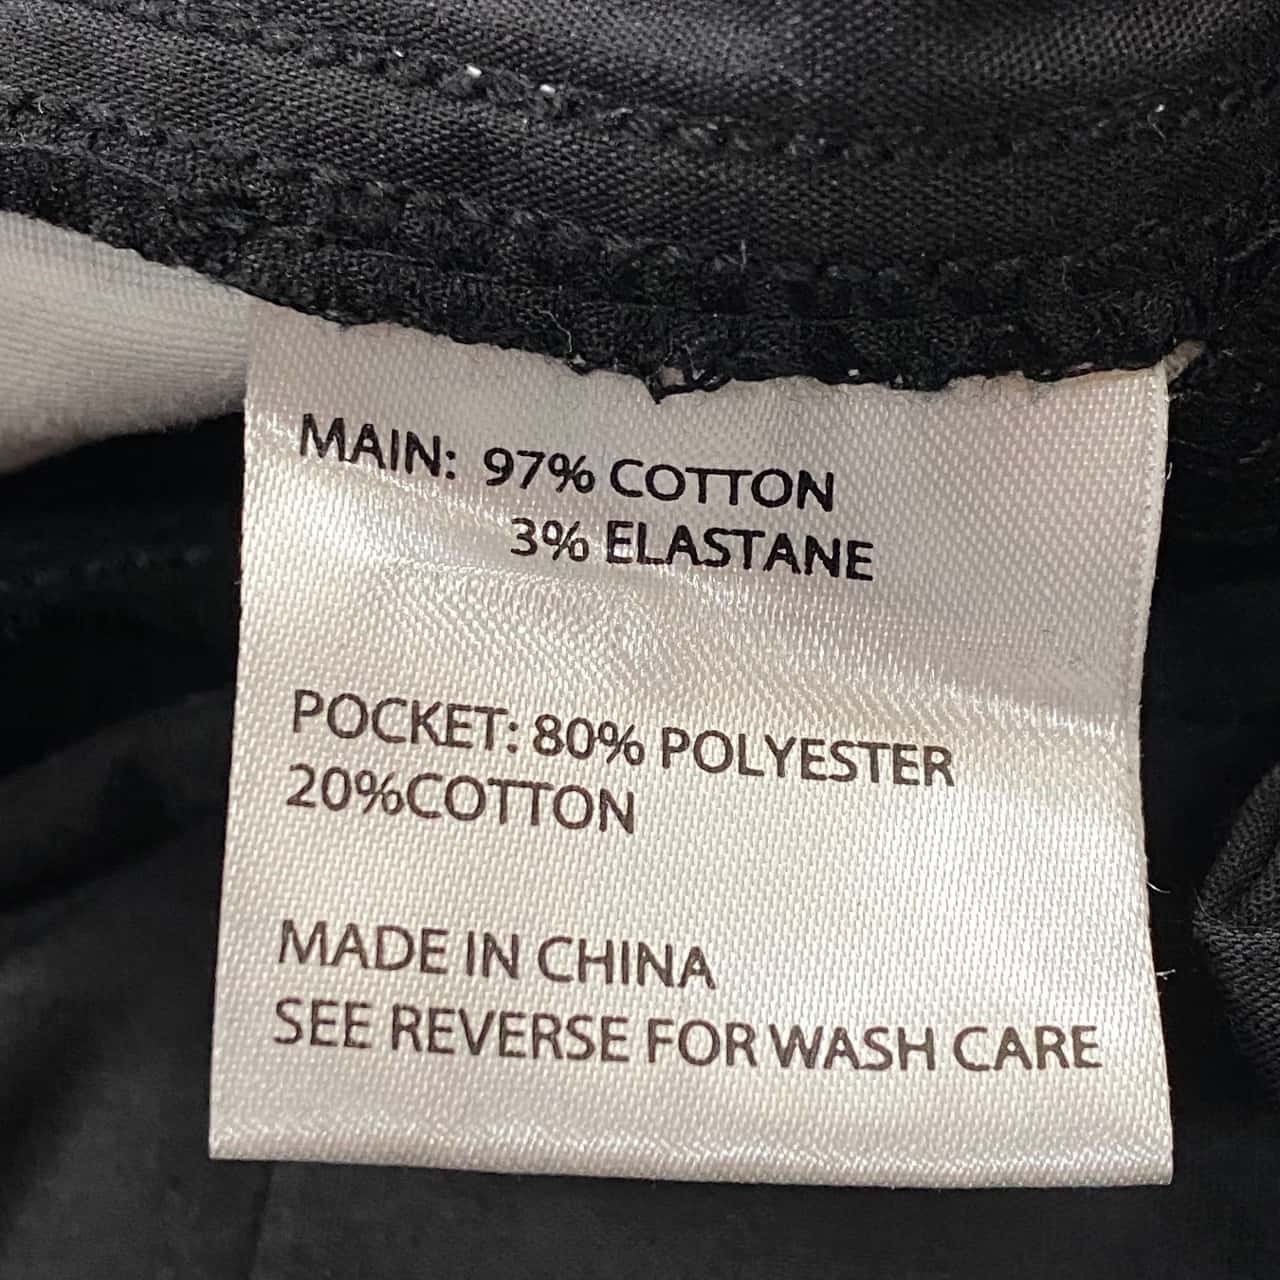 MAIN: 97% COTTON
3% ELASTANE
POCKET: 80% POLYESTER
20%COTTON
MADE IN CHINA
SEE REVERSE FOR WASH CARE